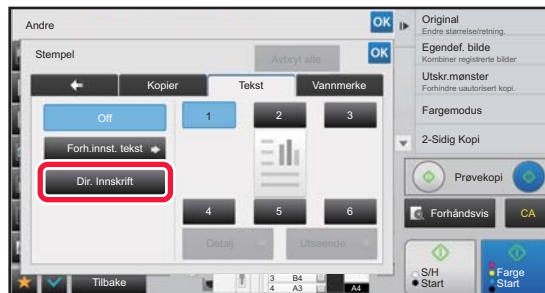 Andre
OK
Original
Endre størrelse/retning.
Stempel
Avbryt alle
OK
Egendef. bilde
Kombiner registrerte bilder
Kopier
Tekst
Vannmerke
Utskr.mønster
Forhindre uautorisert kopi.
Off
1
2
3
Fargemodus
Forh.innst. tekst
2-Sidig Kopi
Dir. Innskrift
Prøvekopi
4
5
6
Forhåndsvis
CA
Detalj
Utseende
Tilbake
3 B4
4 A3
A4
S/H
Start
Farge
Start